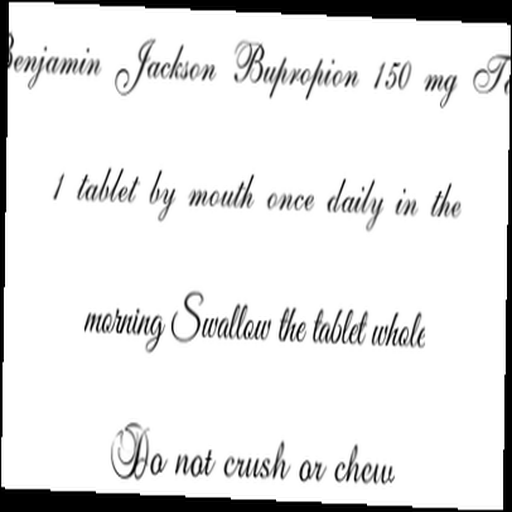 Benjamin Jackson Bupropion 150 mg
1 tablet by mouth once daily in the
morning Swallow the tablet whole
Do not crush or chew